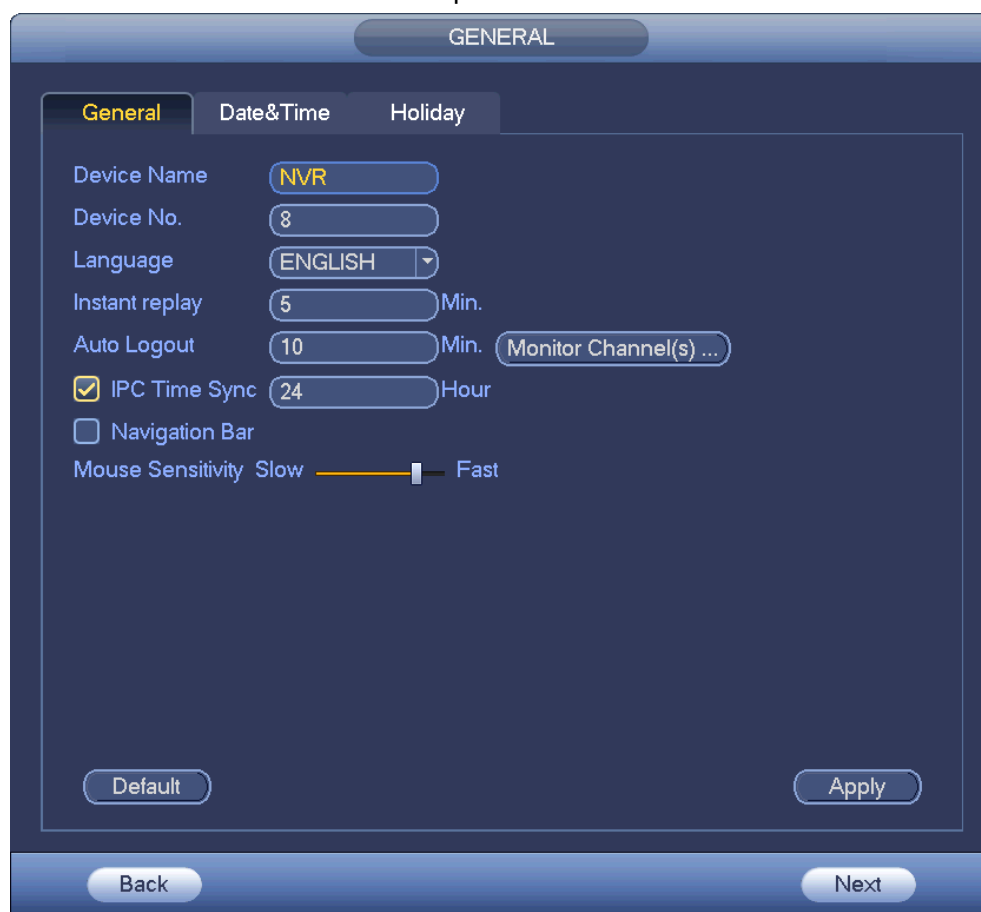 GENERAL
General Date&Time Holiday
Device Name NVR
Device No. 8
Language ENGLISH
Instant replay 5 Min.
Auto Logout 10 Min. Monitor Channel(s) ...
IPC Time Sync 24 Hour
Navigation Bar
Mouse Sensitivity Slow Fast
Default Apply
Back Next